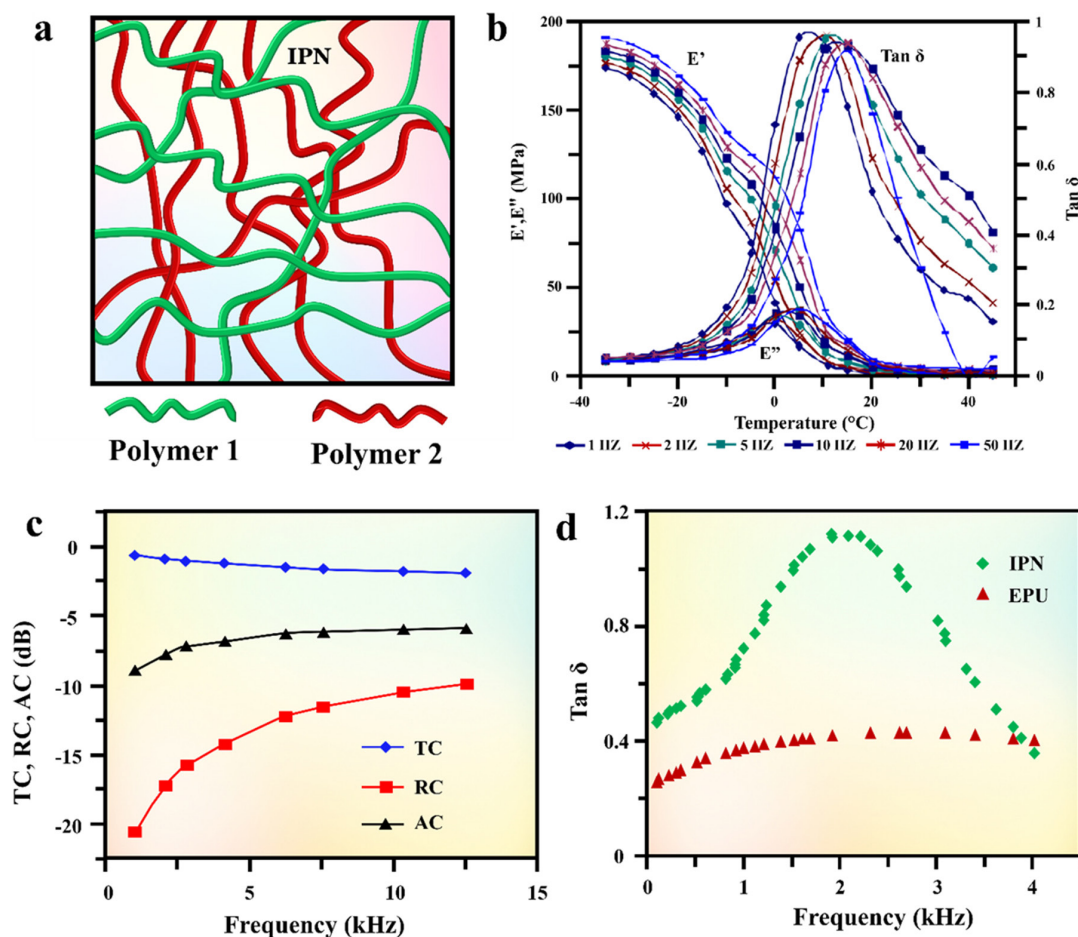 a
IPN
Polymer 1
Polymer 2
b
E’
Tan δ
E”
E', E'' (MPa)
200
150
100
50
0
1
0.8
0.6
0.4
0.2
0
Tan δ
-40
-20
0
20
40
Temperature (°C)
1 HZ
2 HZ
5 HZ
10 HZ
20 HZ
50 HZ
c
TC, RC, AC (dB)
0
-5
-10
-15
-20
TC
RC
AC
0
5
10
15
Frequency (kHz)
d
Tan δ
1.2
0.8
0.4
0
IPN
EPU
0
1
2
3
4
Frequency (kHz)